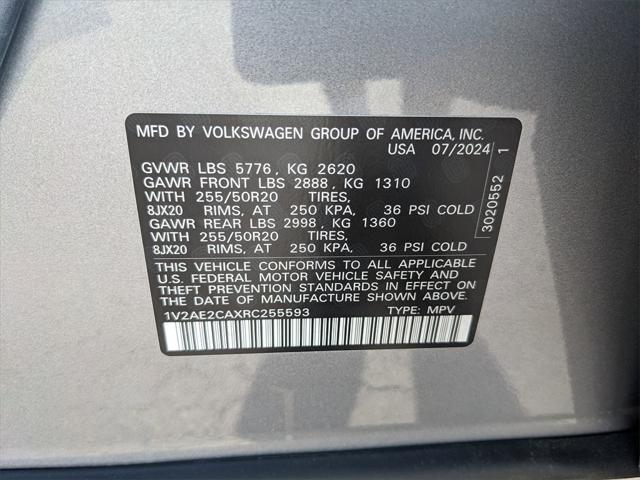 MFD BY VOLKSWAGEN GROUP OF AMERICA, INC.
USA 07/2024
GVWR LBS 5776, KG 2620
GAWR FRONT LBS 2888, KG 1310
WITH 255/50R20 TIRES,
8JX20 RIMS, AT 250 KPA, 36 PSI COLD
GAWR REAR LBS 2998, KG 1360
WITH 255/50R20 TIRES,
8JX20 RIMS, AT 250 KPA, 36 PSI COLD
THIS VEHICLE CONFORMS TO ALL APPLICABLE
U.S. FEDERAL MOTOR VEHICLE SAFETY AND
THEFT PREVENTION STANDARDS IN EFFECT ON
THE DATE OF MANUFACTURE SHOWN ABOVE
1V2AE2CAXRC255593 TYPE: MPV
3020552 1